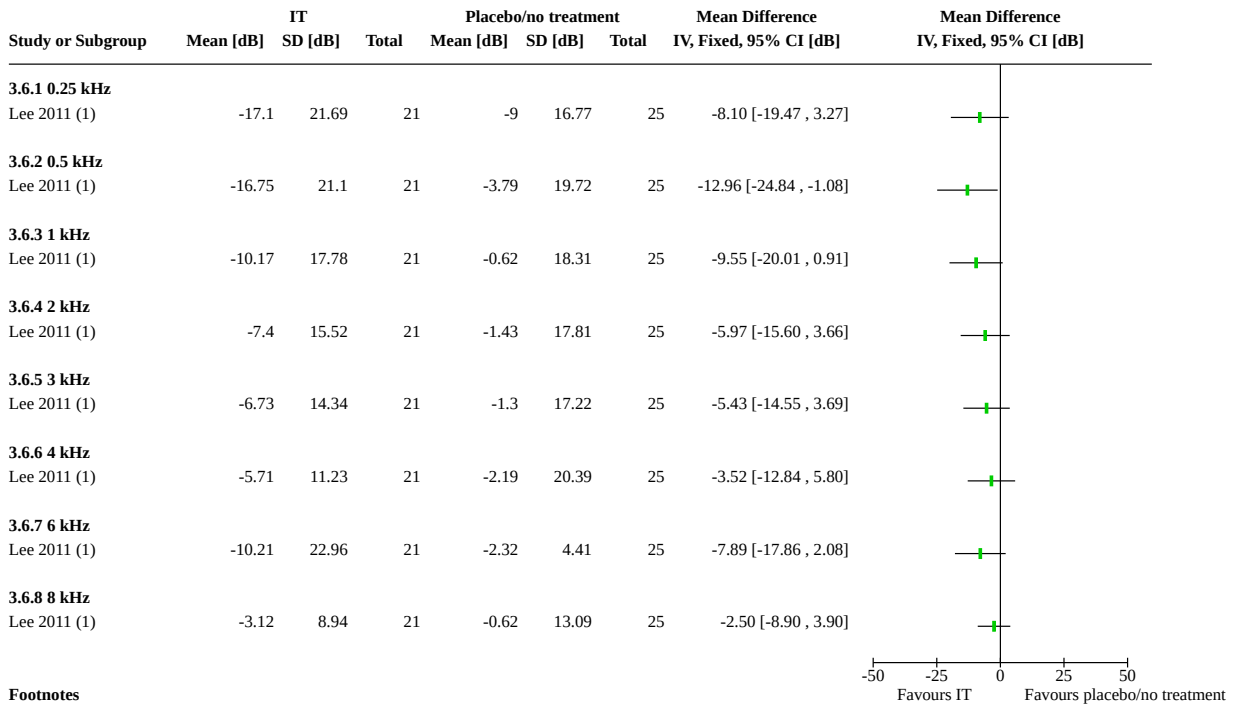 IT Placebo/no treatment Mean Difference Mean Difference
Study or Subgroup Mean [dB] SD [dB] Total Mean [dB] SD [dB] Total IV, Fixed, 95% CI [dB] IV, Fixed, 95% CI [dB]
3.6.1 0.25 kHz
Lee 2011 (1) -17.1 21.69 21 -9 16.77 25 -8.10 [-19.47 , 3.27]
3.6.2 0.5 kHz
Lee 2011 (1) -16.75 21.1 21 -3.79 19.72 25 -12.96 [-24.84 , -1.08]
3.6.3 1 kHz
Lee 2011 (1) -10.17 17.78 21 -0.62 18.31 25 -9.55 [-20.01 , 0.91]
3.6.4 2 kHz
Lee 2011 (1) -7.4 15.52 21 -1.43 17.81 25 -5.97 [-15.60 , 3.66]
3.6.5 3 kHz
Lee 2011 (1) -6.73 14.34 21 -1.3 17.22 25 -5.43 [-14.55 , 3.69]
3.6.6 4 kHz
Lee 2011 (1) -5.71 11.23 21 -2.19 20.39 25 -3.52 [-12.84 , 5.80]
3.6.7 6 kHz
Lee 2011 (1) -10.21 22.96 21 -2.32 4.41 25 -7.89 [-17.86 , 2.08]
3.6.8 8 kHz
Lee 2011 (1) -3.12 8.94 21 -0.62 13.09 25 -2.50 [-8.90 , 3.90]
-50 -25 0 25 50
Footnotes Favours IT Favours placebo/no treatment